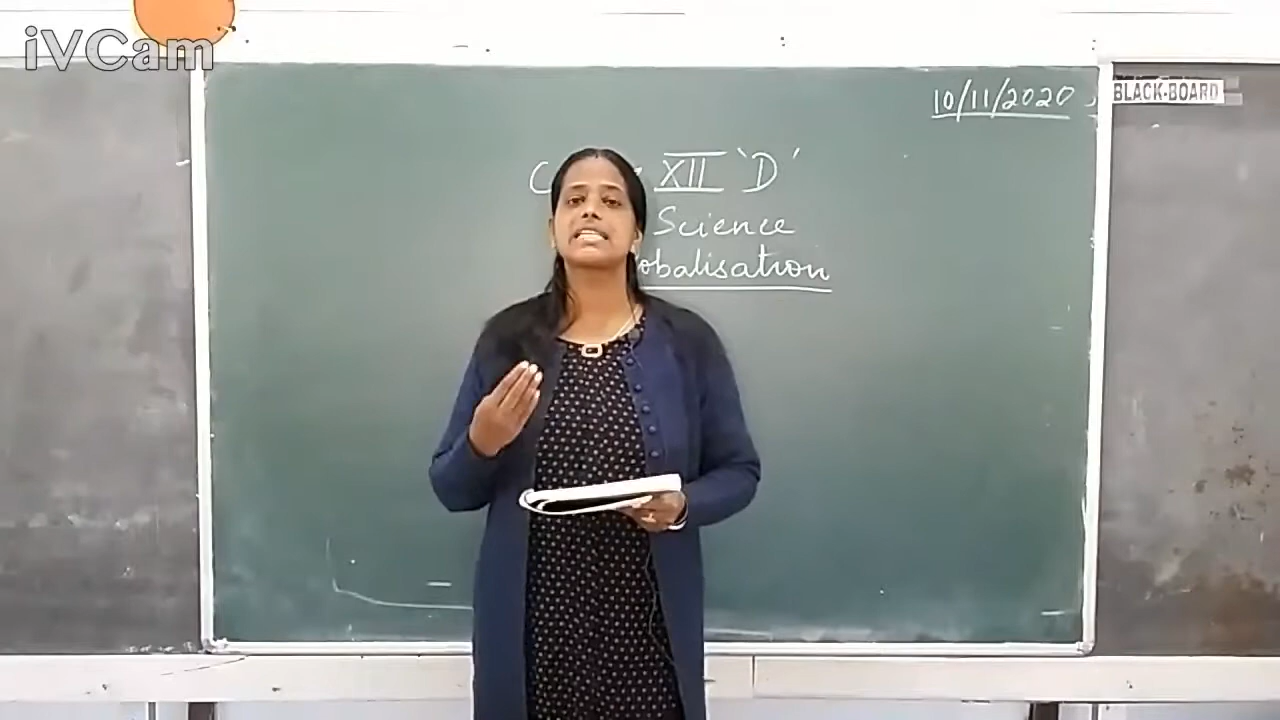 iVCam
10/11/2020
BLACK-BOARD
XII 'D'
Science
obalisation